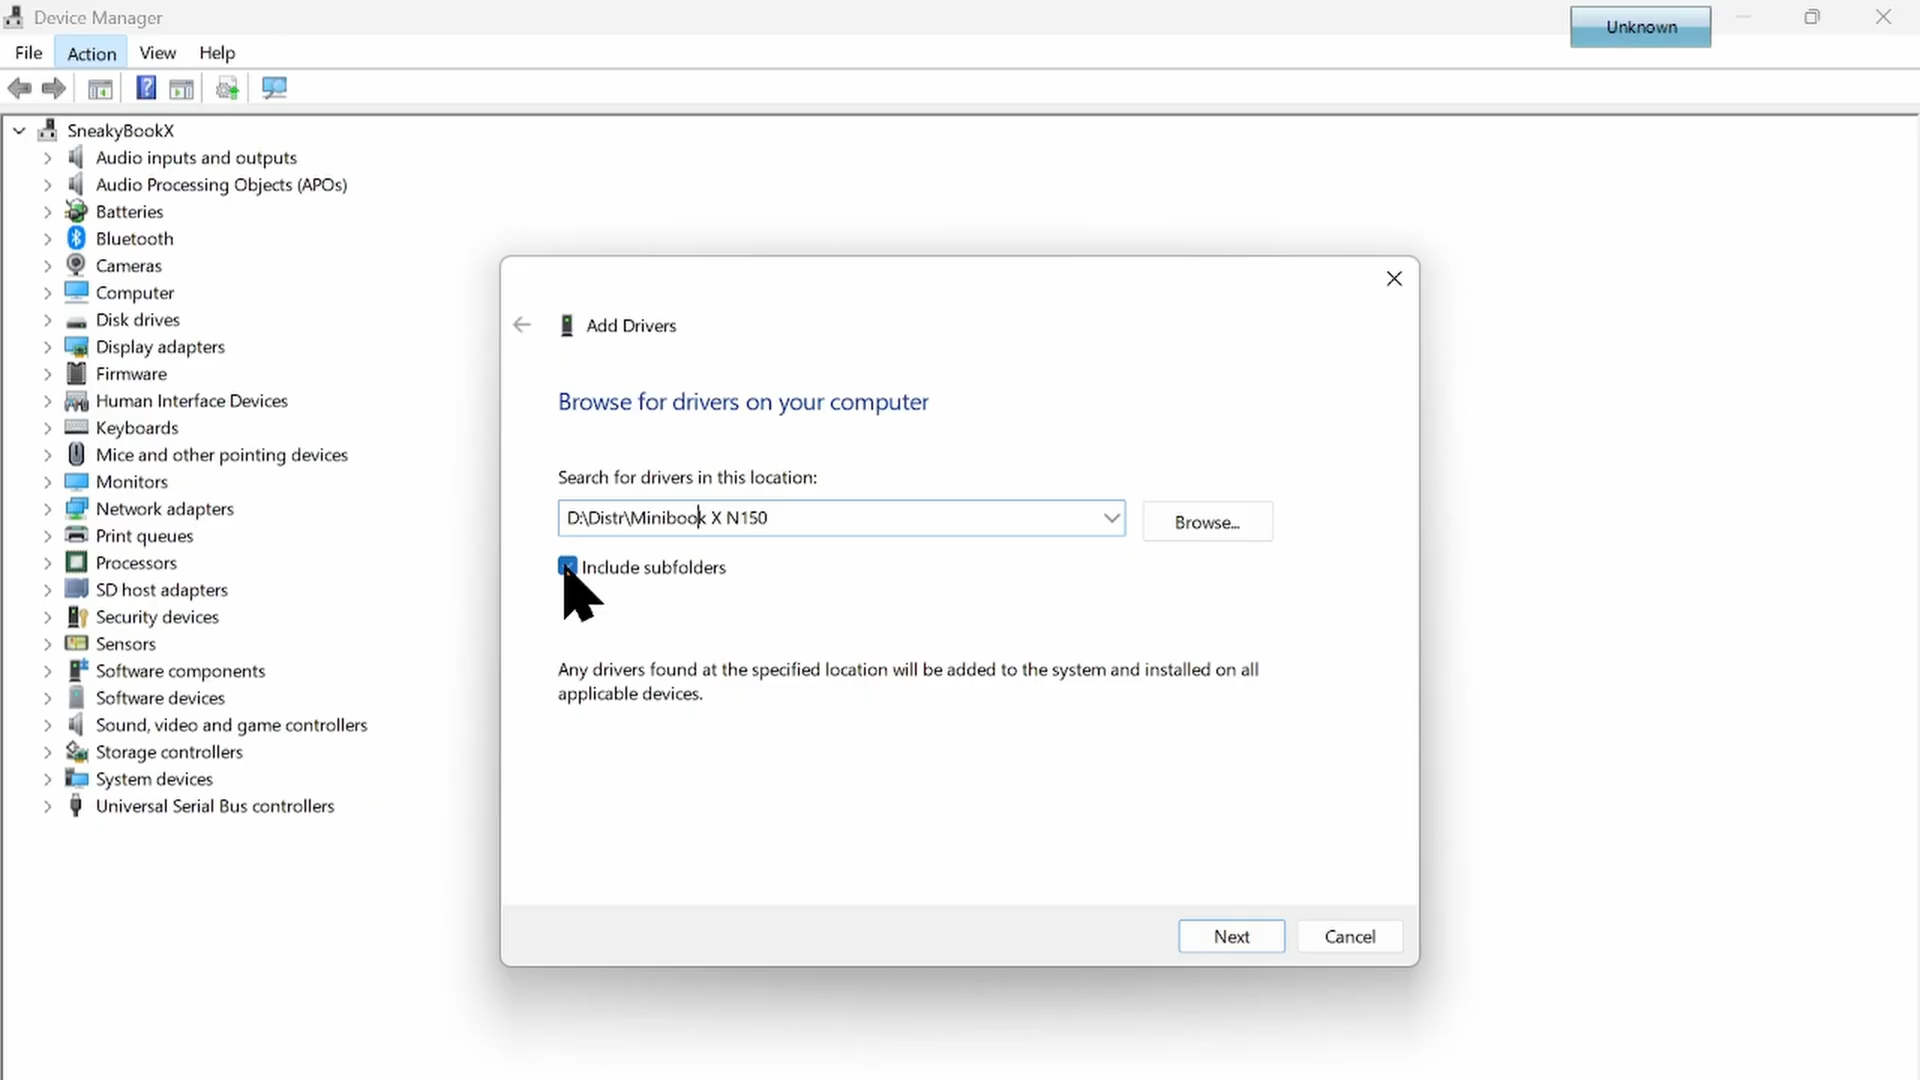 Device Manager
Unknown
File Action View Help
SneakyBookX
Audio inputs and outputs
Audio Processing Objects (APOs)
Batteries
Bluetooth
Cameras
Computer
Disk drives
Display adapters
Firmware
Human Interface Devices
Keyboards
Mice and other pointing devices
Monitors
Network adapters
Print queues
Processors
SD host adapters
Security devices
Sensors
Software components
Software devices
Sound, video and game controllers
Storage controllers
System devices
Universal Serial Bus controllers
Add Drivers
Browse for drivers on your computer
Search for drivers in this location:
D:\Distr\Minibook X N150
Browse...
Include subfolders
Any drivers found at the specified location will be added to the system and installed on all
applicable devices.
Next
Cancel